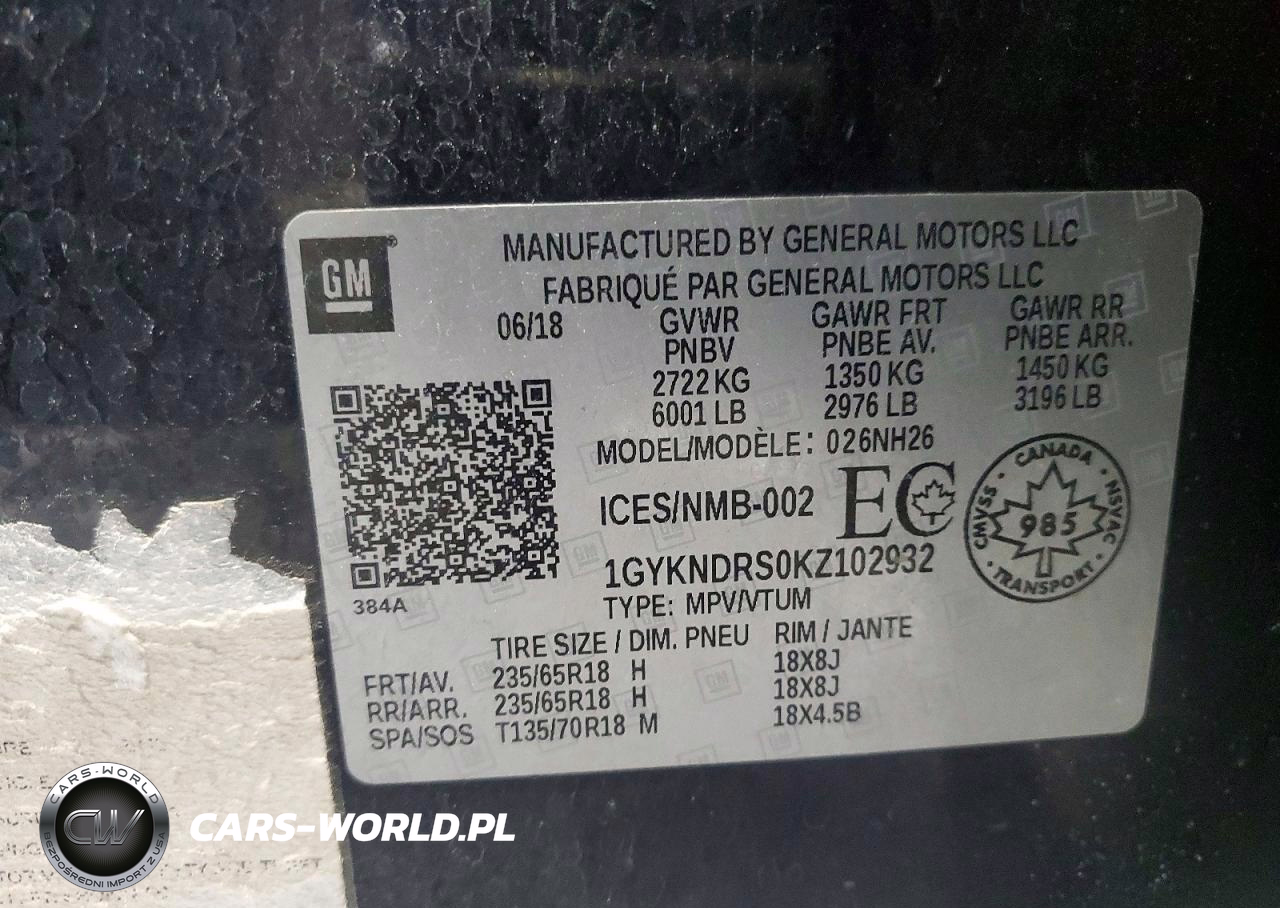 GM
MANUFACTURED BY GENERAL MOTORS LLC
FABRIQUÉ PAR GENERAL MOTORS LLC
06/18 GVWR GAWR FRT GAWR RR
PNBV PNBE AV. PNBE ARR.
2722 KG 1350 KG 1450 KG
6001 LB 2976 LB 3196 LB
MODEL/MODÈLE: 026NH26
ICES/NMB-002 EC
CMVSS · CANADA · NSVAC · TRANSPORT ·
985
1GYKNDRS0KZ102932
384A
TYPE: MPV/VTUM
TIRE SIZE / DIM. PNEU RIM / JANTE
FRT/AV. 235/65R18 H 18X8J
RR/ARR. 235/65R18 H 18X8J
SPA/SOS T135/70R18 M 18X4.5B
CARS-WORLD
CW
BEZPOŚREDNI IMPORT Z USA
CARS-WORLD.PL